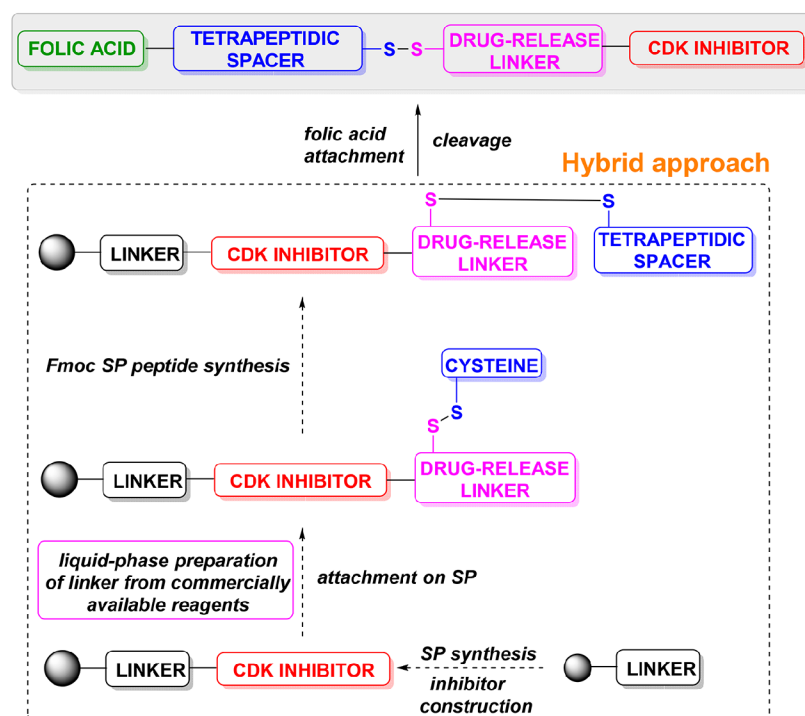 FOLIC ACID
TETRAPEPTIDIC
SPACER
S
S
DRUG-RELEASE
LINKER
CDK INHIBITOR
folic acid
attachment
cleavage
Hybrid approach
S
S
LINKER
CDK INHIBITOR
DRUG-RELEASE
LINKER
TETRAPEPTIDIC
SPACER
Fmoc SP peptide synthesis
CYSTEINE
S
S
LINKER
CDK INHIBITOR
DRUG-RELEASE
LINKER
liquid-phase preparation
of linker from commercially
available reagents
attachment on SP
LINKER
CDK INHIBITOR
SP synthesis
inhibitor
construction
LINKER